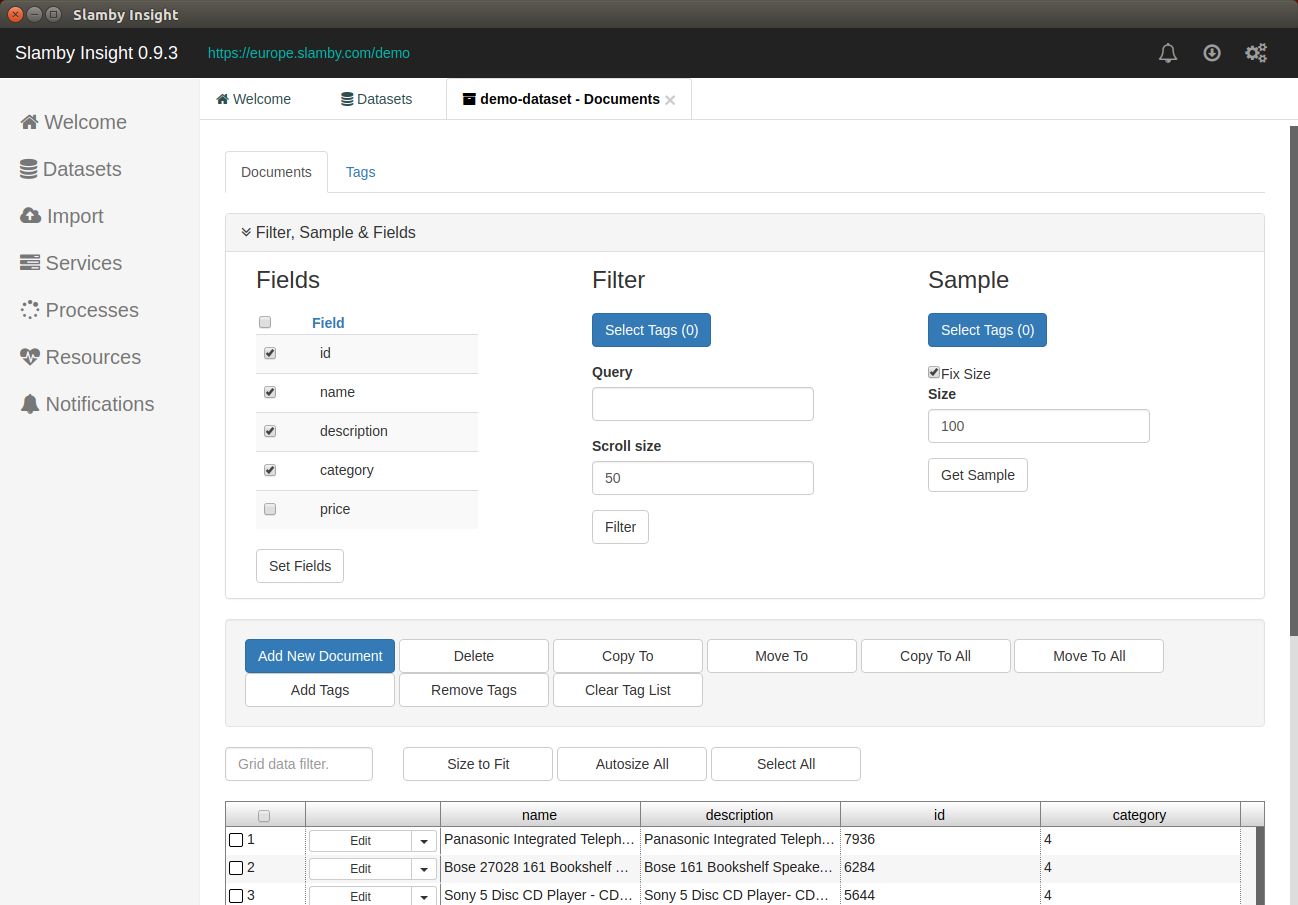 Slamby Insight
Slamby Insight 0.9.3 https://europe.slamby.com/demo
Welcome
Datasets
Import
Services
Processes
Resources
Notifications
Welcome Datasets demo-dataset - Documents
Documents Tags
Filter, Sample & Fields
Fields
Field
id
name
description
category
price
Set Fields
Filter
Select Tags (0)
Query
Scroll size
50
Filter
Sample
Select Tags (0)
Fix Size
Size
100
Get Sample
Add New Document Delete Copy To Move To Copy To All Move To All
Add Tags Remove Tags Clear Tag List
Grid data filter. Size to Fit Autosize All Select All
name description id category
1 Edit Panasonic Integrated Teleph... Panasonic Integrated Teleph... 7936 4
2 Edit Bose 27028 161 Bookshelf ... Bose 161 Bookshelf Speake... 6284 4
3 Edit Sony 5 Disc CD Player - CD... Sony 5 Disc CD Player- CD... 5644 4